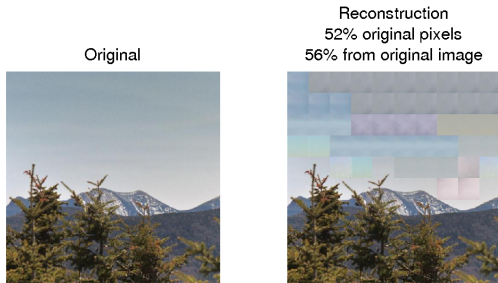 Original
Reconstruction
52% original pixels
56% from original image